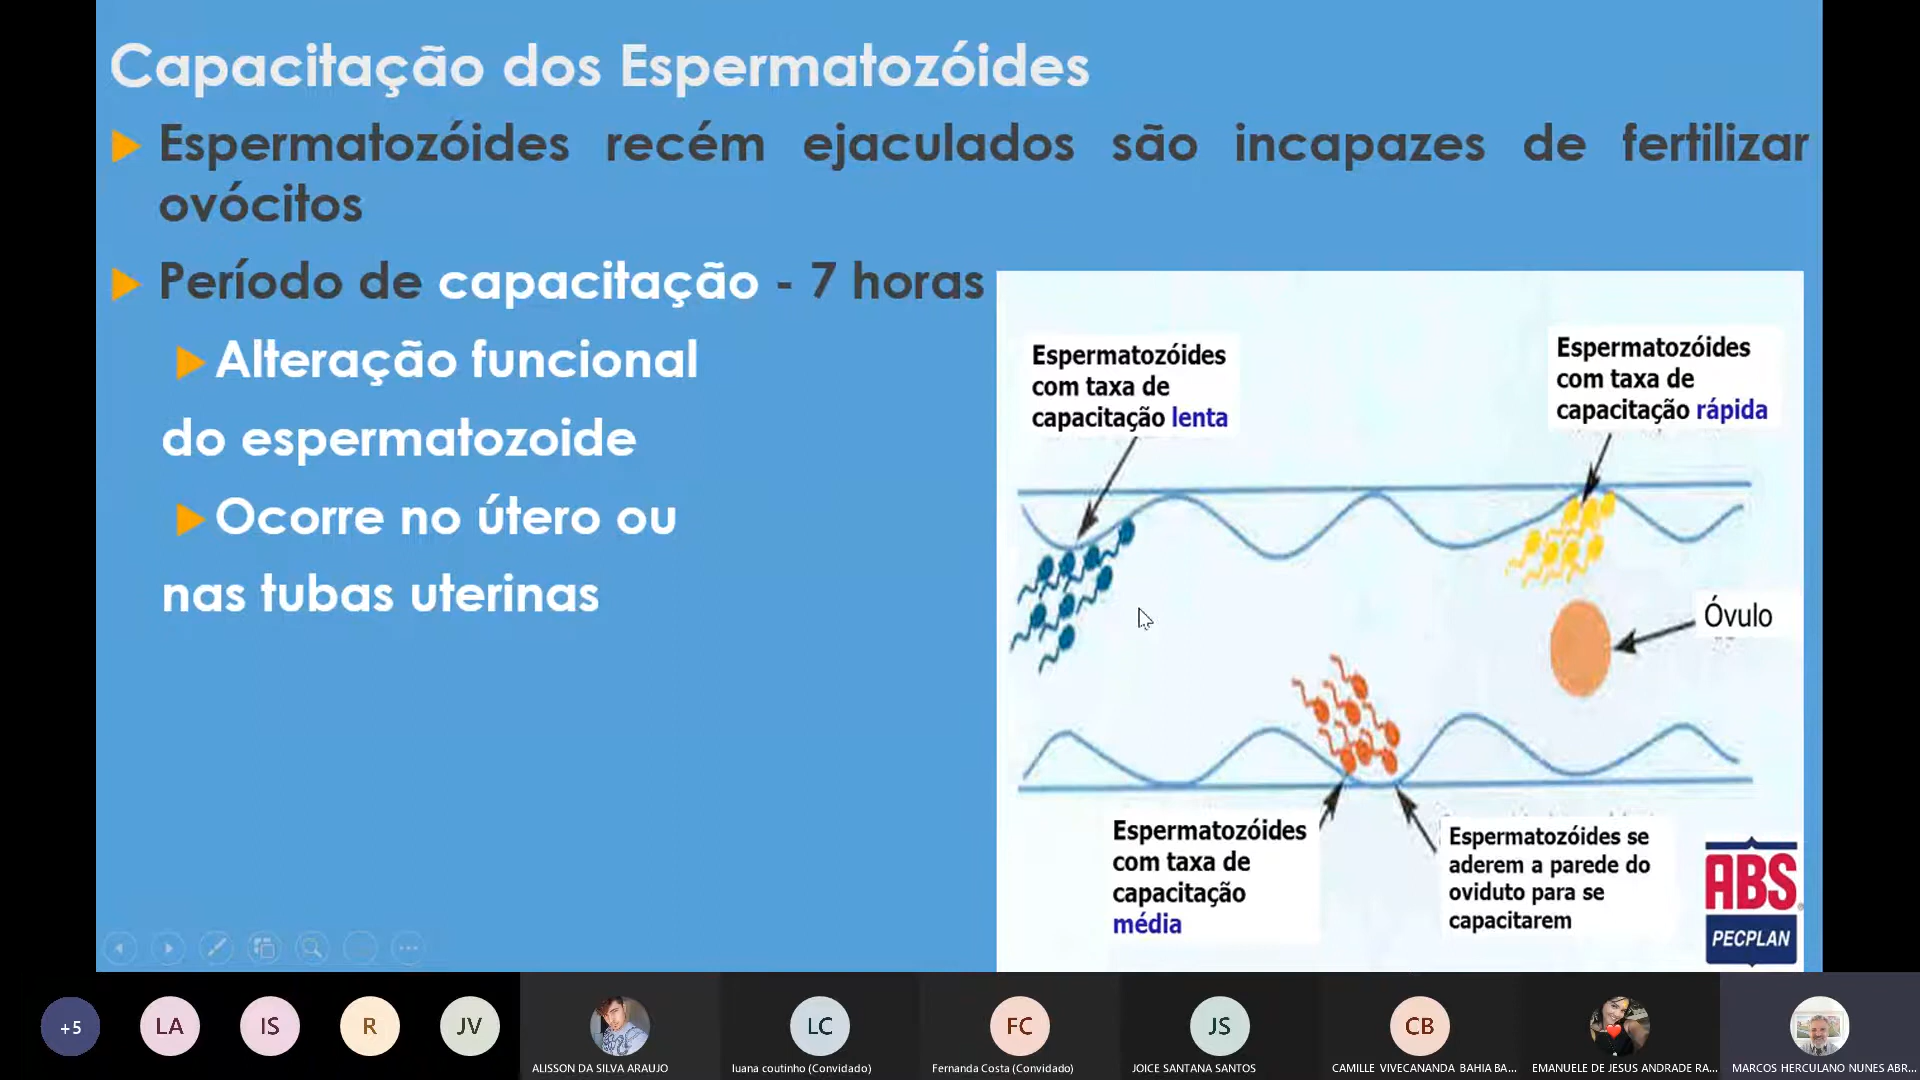 Capacitação dos Espermatozóides
Espermatozóides recém ejaculados são incapazes de fertilizar
ovócitos
Período de capacitação - 7 horas
Alteração funcional
do espermatozoide
Ocorre no útero ou
nas tubas uterinas
Espermatozóides
com taxa de
capacitação lenta
Espermatozóides
com taxa de
capacitação rápida
Óvulo
Espermatozóides
com taxa de
capacitação
média
Espermatozóides se
aderem a parede do
oviduto para se
capacitarem
ABS
PECPLAN
+5
LA
IS
R
JV
LC
FC
JS
CB
ALISSON DA SILVA ARAUJO
luana coutinho (Convidado)
Fernanda Costa (Convidado)
JOICE SANTANA SANTOS
CAMILLE VIVECANANDA BAHIA BA...
EMANUELE DE JESUS ANDRADE RA...
MARCOS HERCULANO NUNES ABR...